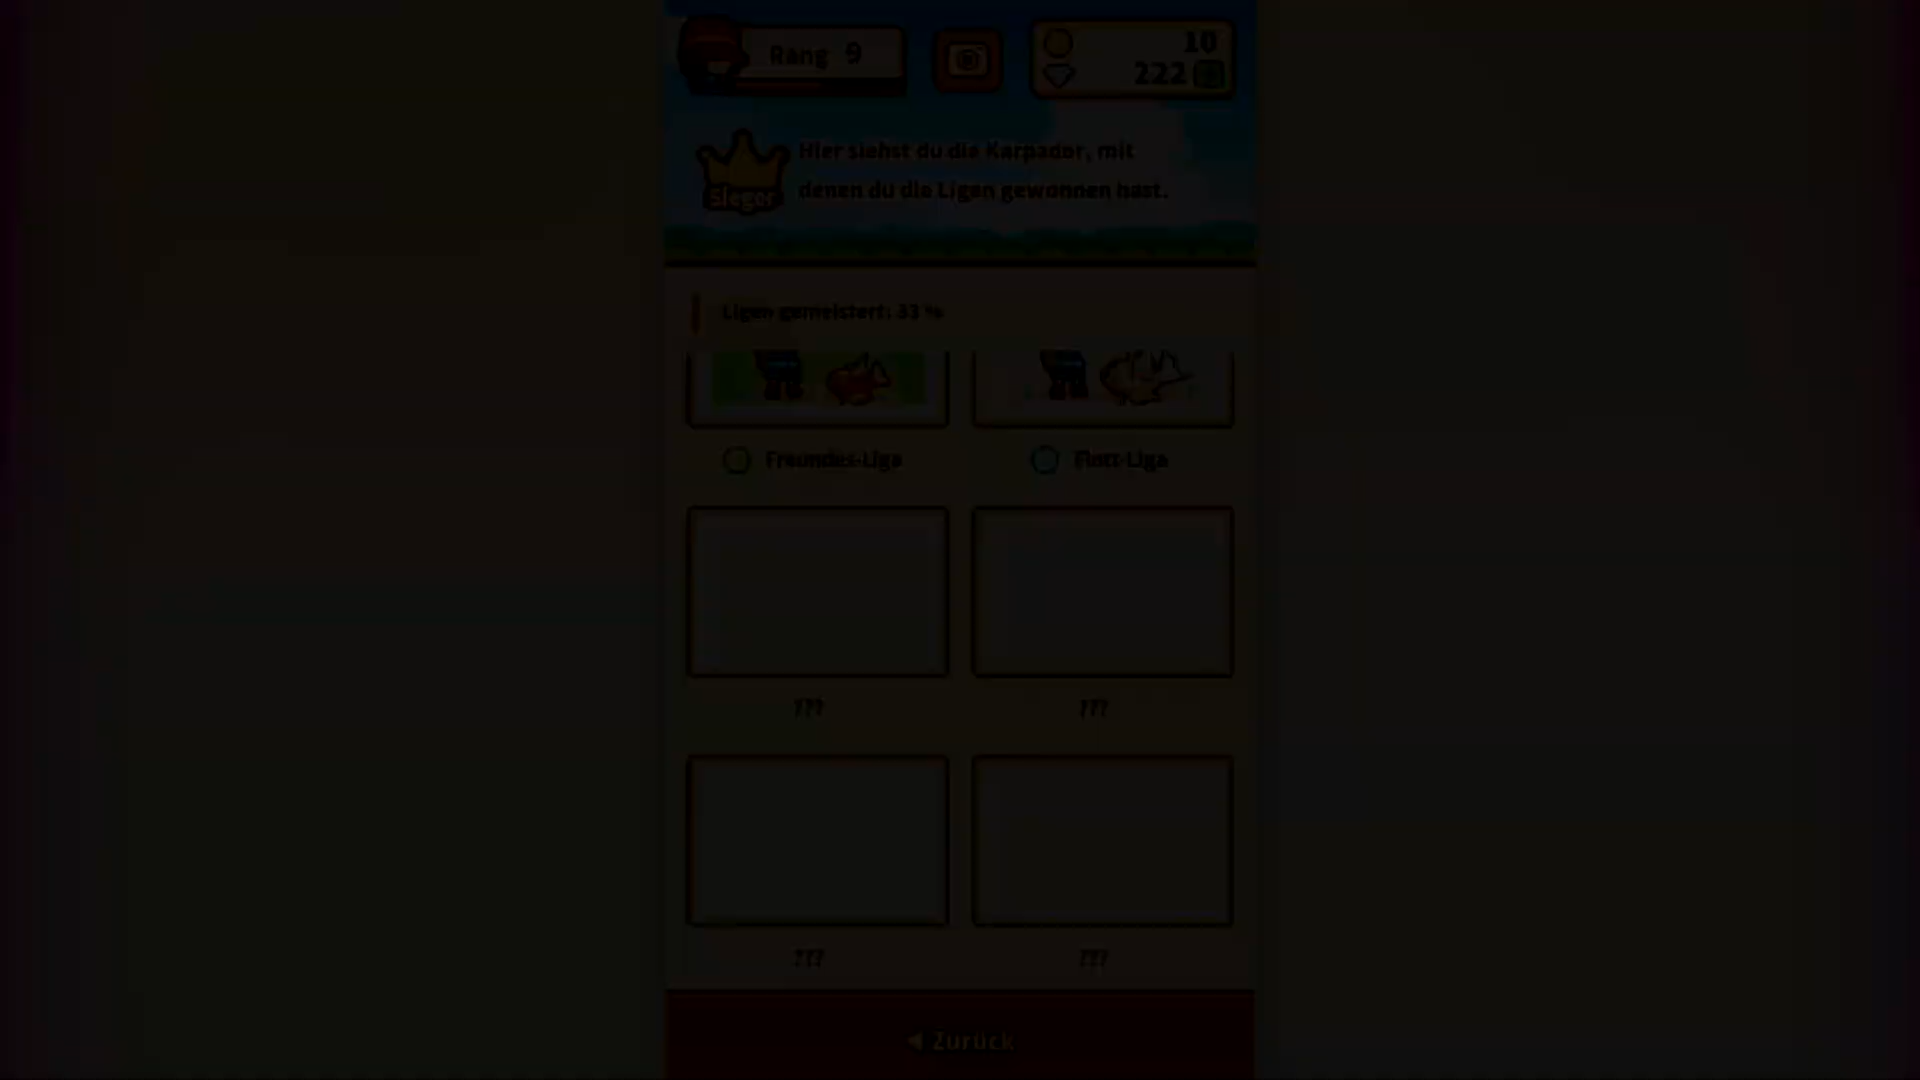 Rang 9
10
222
Hier siehst du die Karpador, mit
denen du die Ligen gewonnen hast.
Sieger
Ligen gemeistert: 33 %
Freundes-Liga
Flott-Liga
???
???
???
???
Zurück